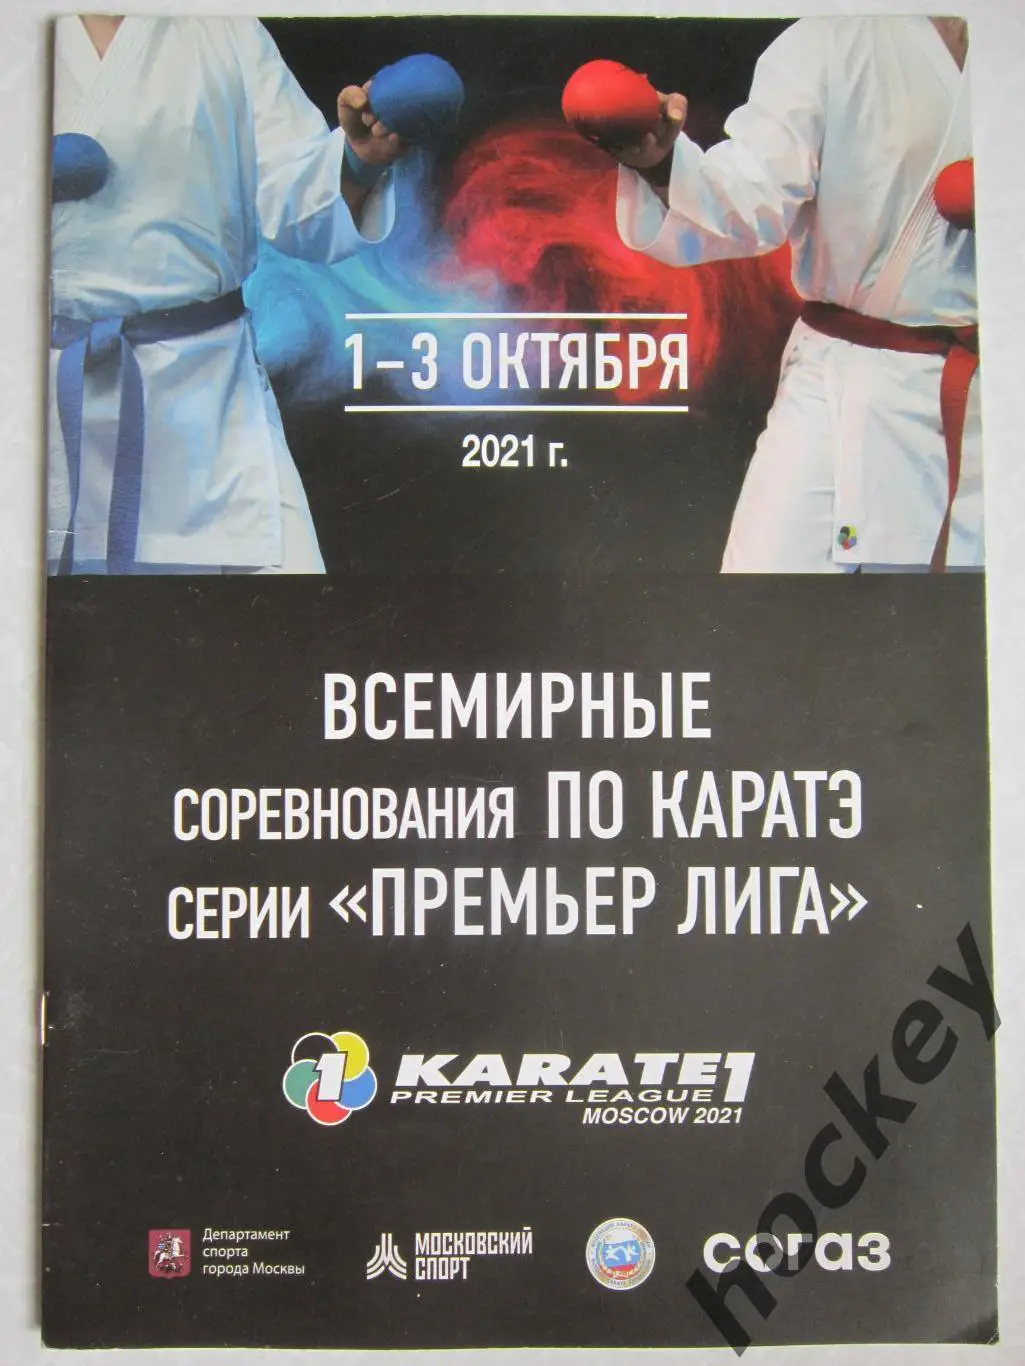 1–3 ОКТЯБРЯ
2021 г.
ВСЕМИРНЫЕ
СОРЕВНОВАНИЯ ПО КАРАТЭ
СЕРИИ «ПРЕМЬЕР ЛИГА»
1 KARATE1
PREMIER LEAGUE
MOSCOW 2021
Департамент
спорта
города Москвы
МОСКОВСКИЙ
СПОРТ
согаз
hockey